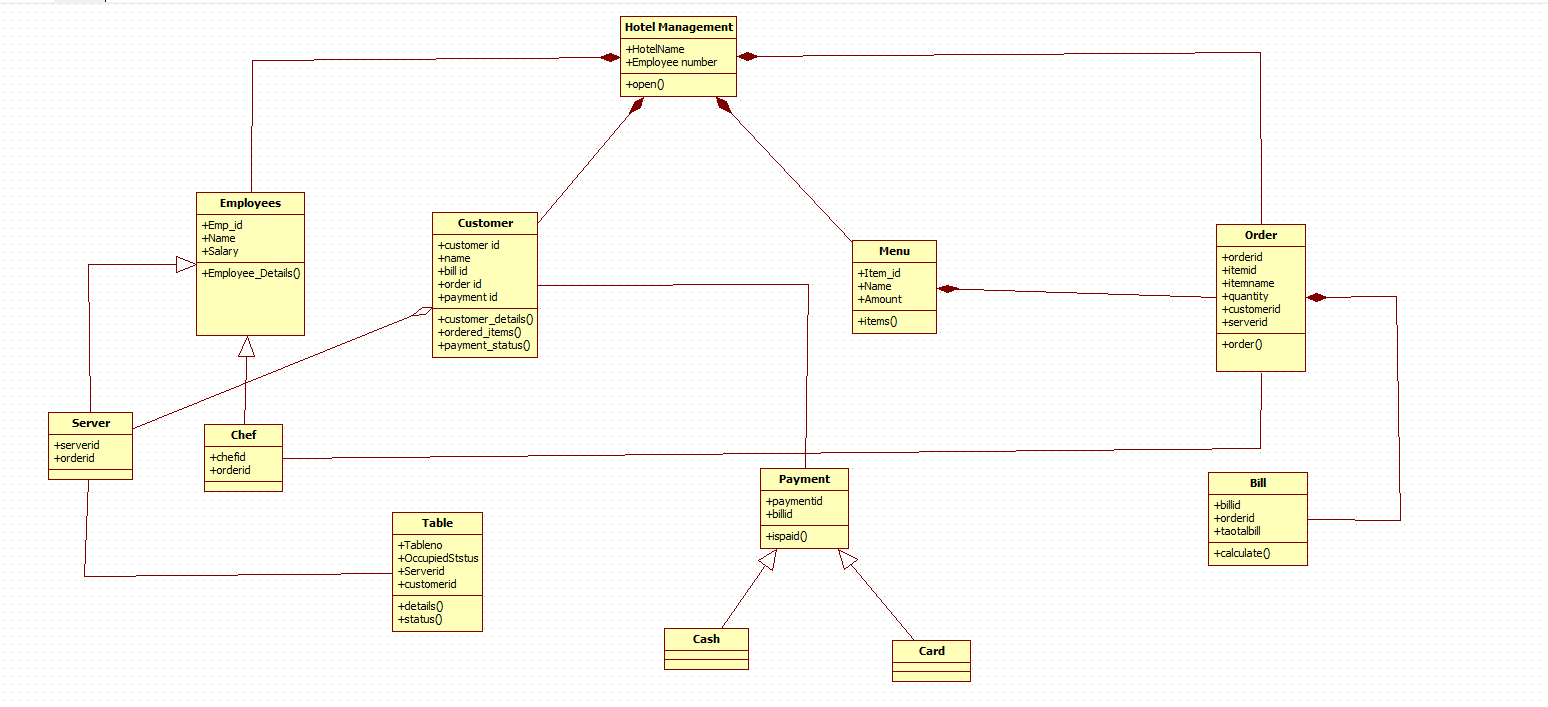 Hotel Management
+HotelName
+Employee number
+open()
Employees
+Emp_id
+Name
+Salary
+Employee_Details()
Customer
+customer id
+name
+bill id
+order id
+payment id
+customer_details()
+ordered_items()
+payment_status()
Menu
+Item_id
+Name
+Amount
+items()
Order
+orderid
+itemid
+itemname
+quantity
+customerid
+serverid
+order()
Server
+serverid
+orderid
Chef
+chefid
+orderid
Table
+Tableno
+OccupiedStstus
+Serverid
+customerid
+details()
+status()
Payment
+paymentid
+billid
+ispaid()
Bill
+billid
+orderid
+taotalbill
+calculate()
Cash
Card